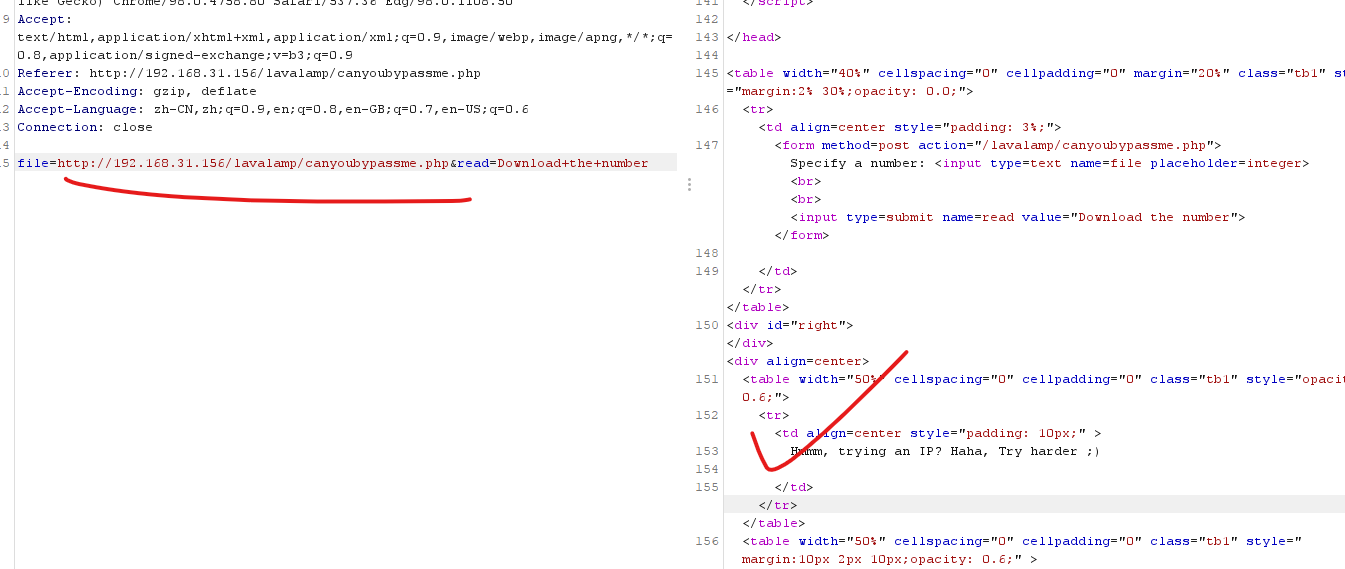 like Gecko) Chrome/98.0.4758.80 Safari/537.36 Edg/98.0.1108.50
9 Accept:
text/html,application/xhtml+xml,application/xml;q=0.9,image/webp,image/apng,*/*;q=
0.8,application/signed-exchange;v=b3;q=0.9
0 Referer: http://192.168.31.156/lavalamp/canyoubypassme.php
1 Accept-Encoding: gzip, deflate
2 Accept-Language: zh-CN,zh;q=0.9,en;q=0.8,en-GB;q=0.7,en-US;q=0.6
3 Connection: close
4
5 file=http://192.168.31.156/lavalamp/canyoubypassme.php&read=Download+the+number
141 </script>
142
143 </head>
144
145 <table width="40%" cellspacing="0" cellpadding="0" margin="20%" class="tb1" st
="margin:2% 30%;opacity: 0.0;">
146 <tr>
<td align=center style="padding: 3%;">
147 <form method=post action="/lavalamp/canyoubypassme.php">
Specify a number: <input type=text name=file placeholder=integer>
<br>
<br>
<input type=submit name=read value="Download the number">
</form>
148
149 </td>
</tr>
</table>
150 <div id="right">
</div>
<div align=center>
151 <table width="50%" cellspacing="0" cellpadding="0" class="tb1" style="opacit
0.6;">
152 <tr>
<td align=center style="padding: 10px;" >
153 Hmmm, trying an IP? Haha, Try harder ;)
154
155 </td>
</tr>
</table>
156 <table width="50%" cellspacing="0" cellpadding="0" class="tb1" style="
margin:10px 2px 10px;opacity: 0.6;" >